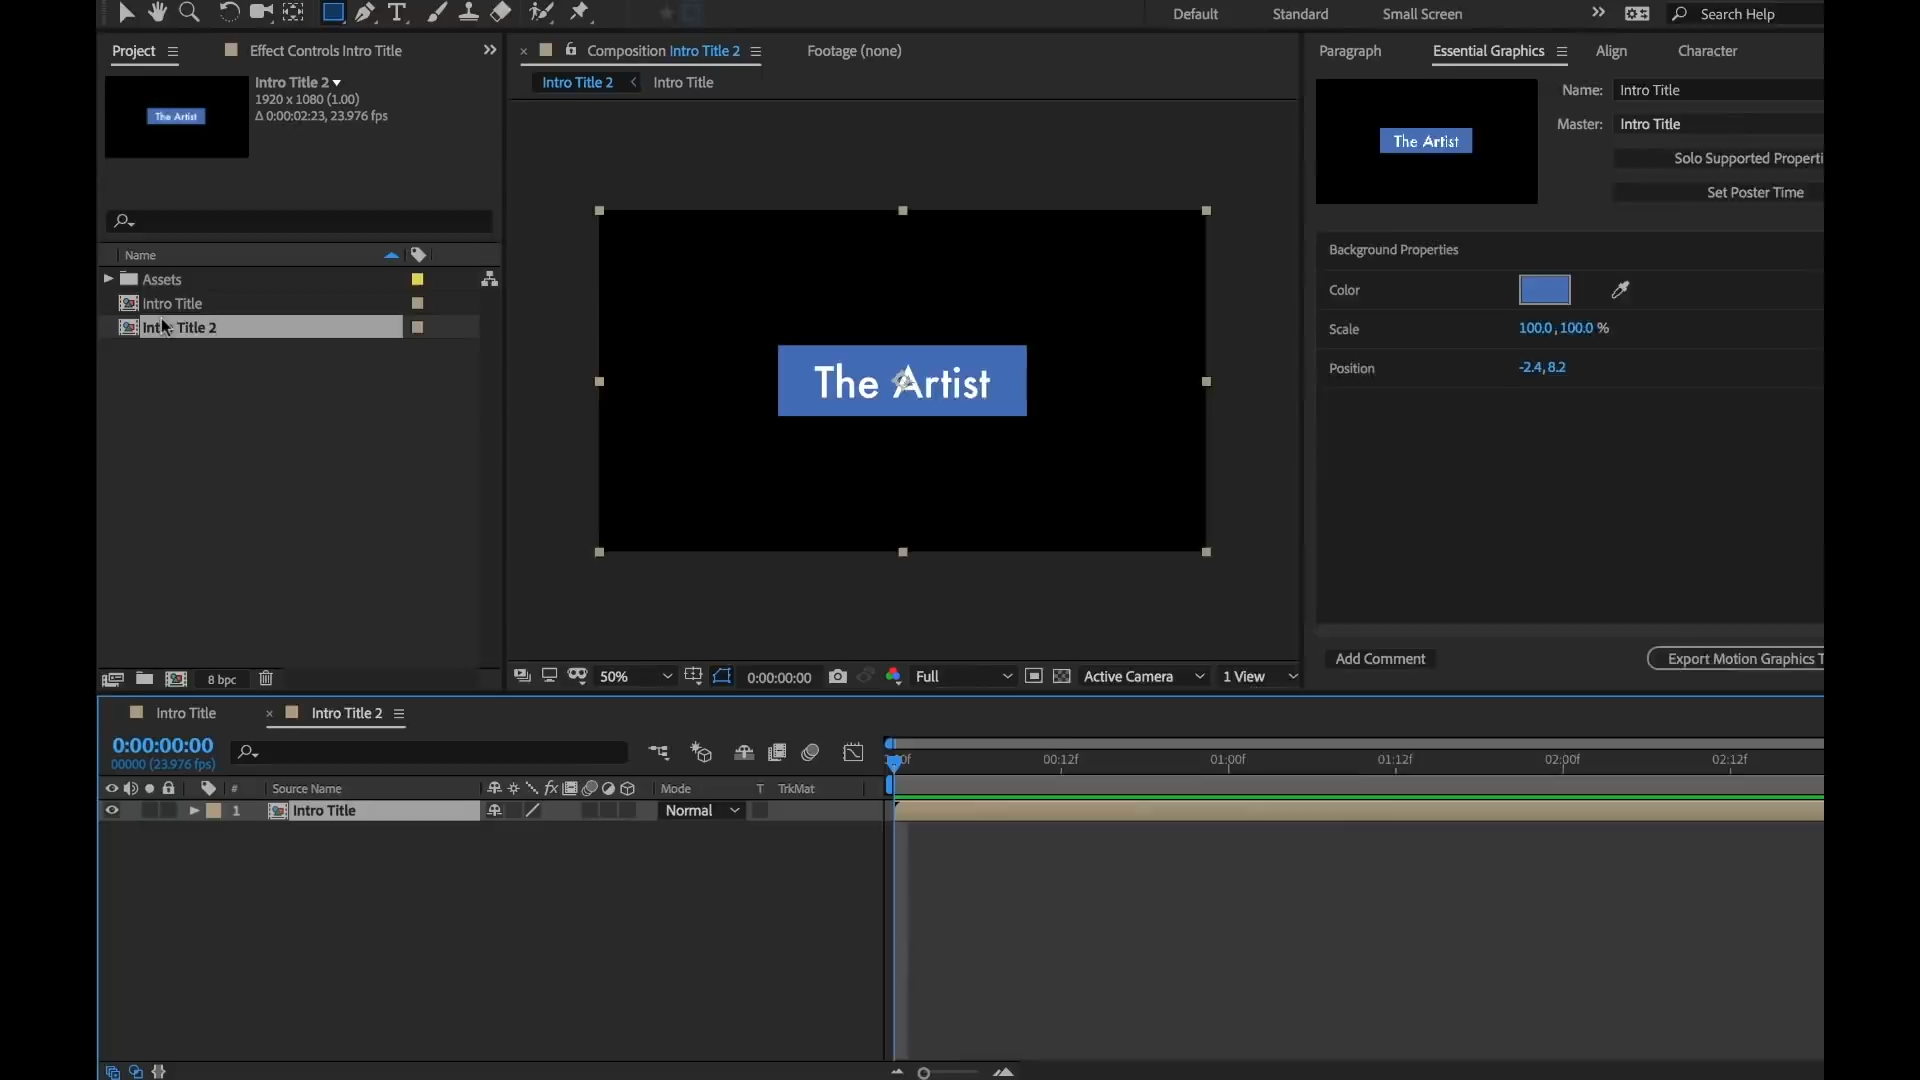 Default Standard Small Screen Search Help
Project Effect Controls Intro Title
Composition Intro Title 2 Footage (none)
Paragraph Essential Graphics Align Character
Intro Title 2
1920 x 1080 (1.00)
Δ 0:00:02:23, 23.976 fps
The Artist
Intro Title 2 Intro Title
Name: Intro Title
Master: Intro Title
The Artist
Solo Supported Properti
Set Poster Time
Name
Assets
Intro Title
Intro Title 2
The Artist
Background Properties
Color
Scale 100.0, 100.0 %
Position -2.4, 8.2
8 bpc
50% 0:00:00:00 Full Active Camera 1 View
Add Comment Export Motion Graphics T
Intro Title Intro Title 2
0:00:00:00
00000 (23.976 fps)
00:12f 01:00f 01:12f 02:00f 02:12f
# Source Name fx Mode T TrkMat
1 Intro Title Normal